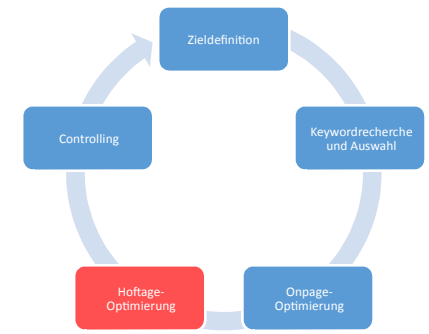 Zieldefinition
Keywordrecherche
und Auswahl
Onpage-
Optimierung
Hoftage-
Optimierung
Controlling